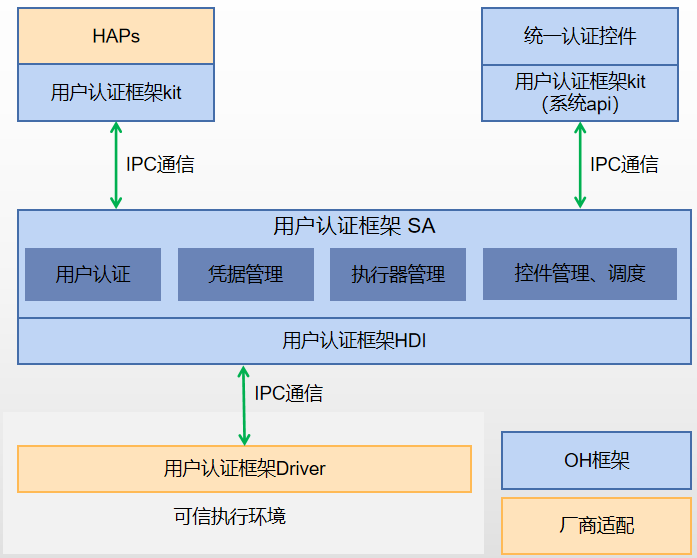 HAPs
用户认证框架kit
统一认证控件
用户认证框架kit
（系统api）
IPC通信
IPC通信
用户认证框架 SA
用户认证
凭据管理
执行器管理
控件管理、调度
用户认证框架HDI
IPC通信
用户认证框架Driver
可信执行环境
OH框架
厂商适配